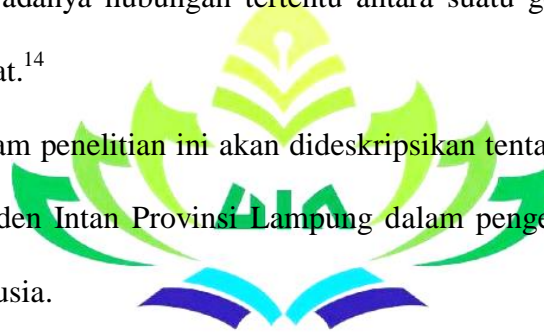 adanya hubungan tertentu antara suatu g
at.14
am penelitian ini akan dideskripsikan tenta
den Intan Provinsi Lampung dalam penge
usia.